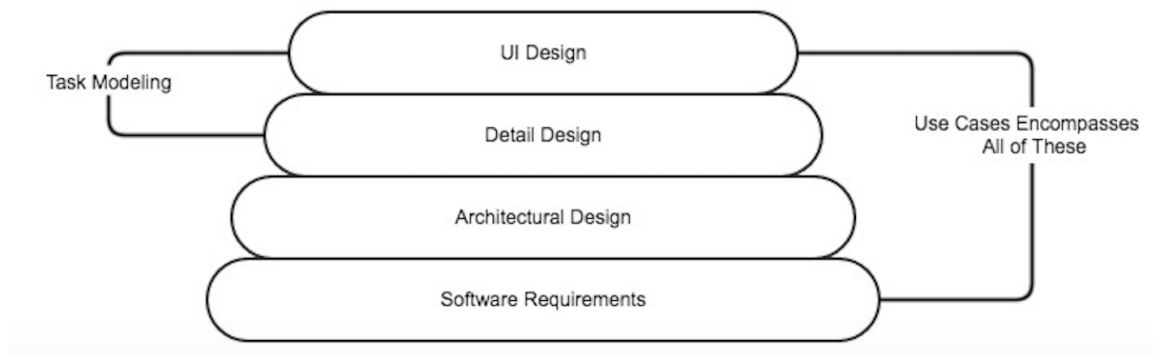 UI Design
Task Modeling
Detail Design
Use Cases Encompasses
All of These
Architectural Design
Software Requirements